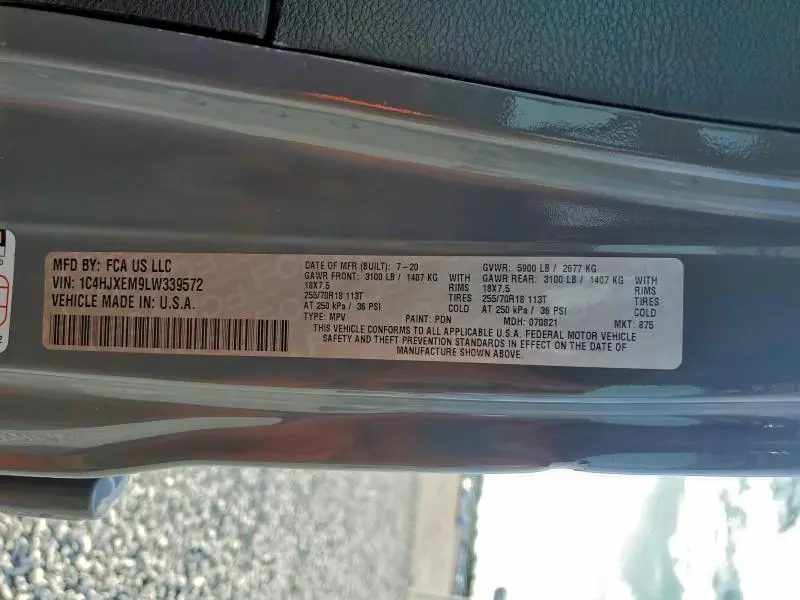 MFD BY: FCA US LLC
VIN: 1C4HJXEM9LW339572
VEHICLE MADE IN U.S.A.
DATE OF MFR (BUILT): 7-20
GAWR FRONT: 3100 LB / 1407 KG WITH
18X7.5 RIMS
255/70R18 113T TIRES
AT 250 kPa / 36 PSI COLD
TYPE: MPV PAINT: PDN
GVWR: 5900 LB / 2677 KG
GAWR REAR: 3100 LB / 1407 KG WITH
18X7.5 RIMS
255/70R18 113T TIRES
AT 250 kPa / 36 PSI COLD
MDH: 070821 MKT: 875
THIS VEHICLE CONFORMS TO ALL APPLICABLE U.S.A. FEDERAL MOTOR VEHICLE
SAFETY AND THEFT PREVENTION STANDARDS IN EFFECT ON THE DATE OF
MANUFACTURE SHOWN ABOVE.